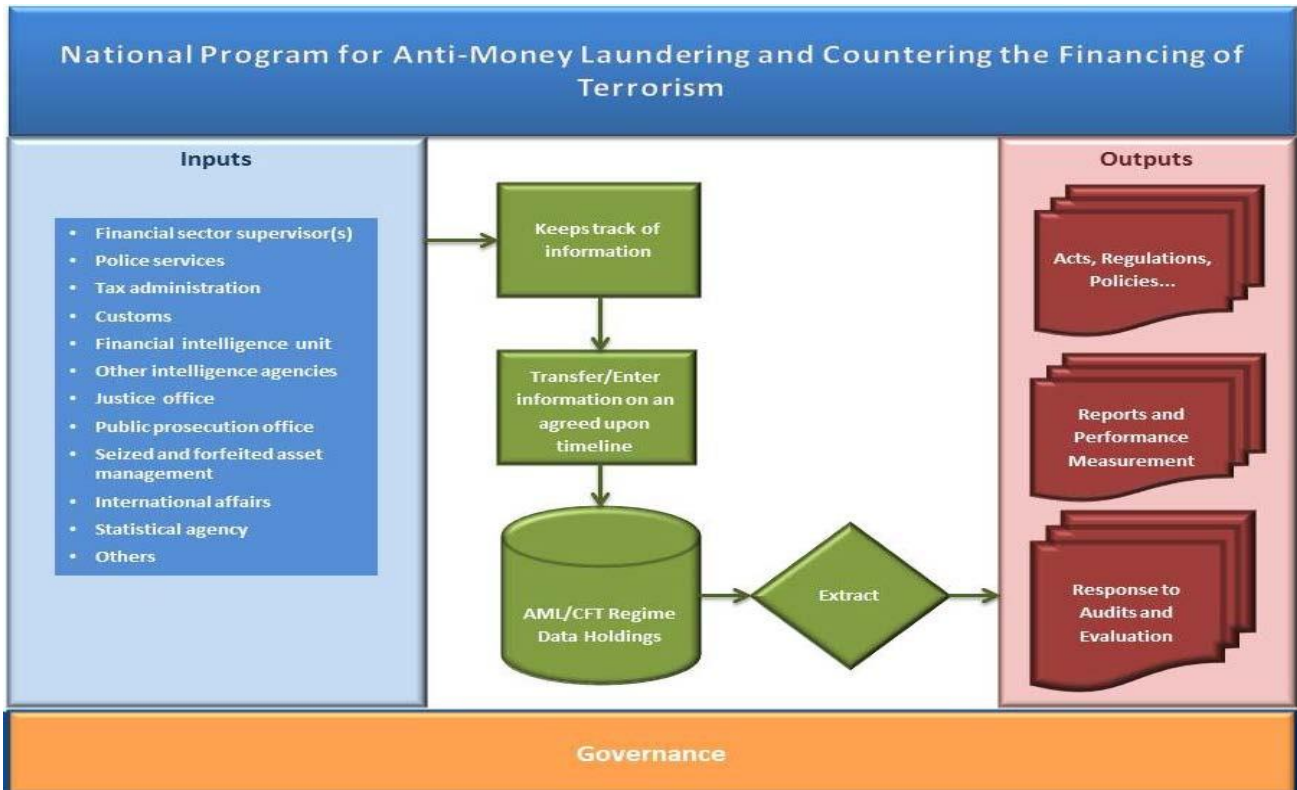 National Program for Anti-Money Laundering and Countering the Financing of
Terrorism
Inputs
• Financial sector supervisor(s)
• Police services
• Tax administration
• Customs
• Financial intelligence unit
• Other intelligence agencies
• Justice office
• Public prosecution office
• Seized and forfeited asset
management
• International affairs
• Statistical agency
• Others
Keeps track of
information
Transfer/Enter
information on an
agreed upon
timeline
AML/CFT Regime
Data Holdings
Extract
Outputs
Acts, Regulations,
Policies...
Reports and
Performance
Measurement
Response to
Audits and
Evaluation
Governance